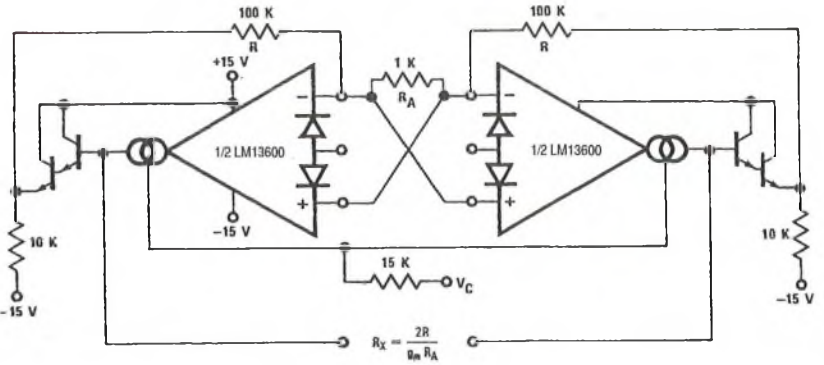 100 K
R
+15 V
1 K
R_A
100 K
R
−
+
1/2 LM13600
−
+
1/2 LM13600
−15 V
10 K
−15 V
15 K
V_C
10 K
−15 V
R_X = 2R / g_m R_A